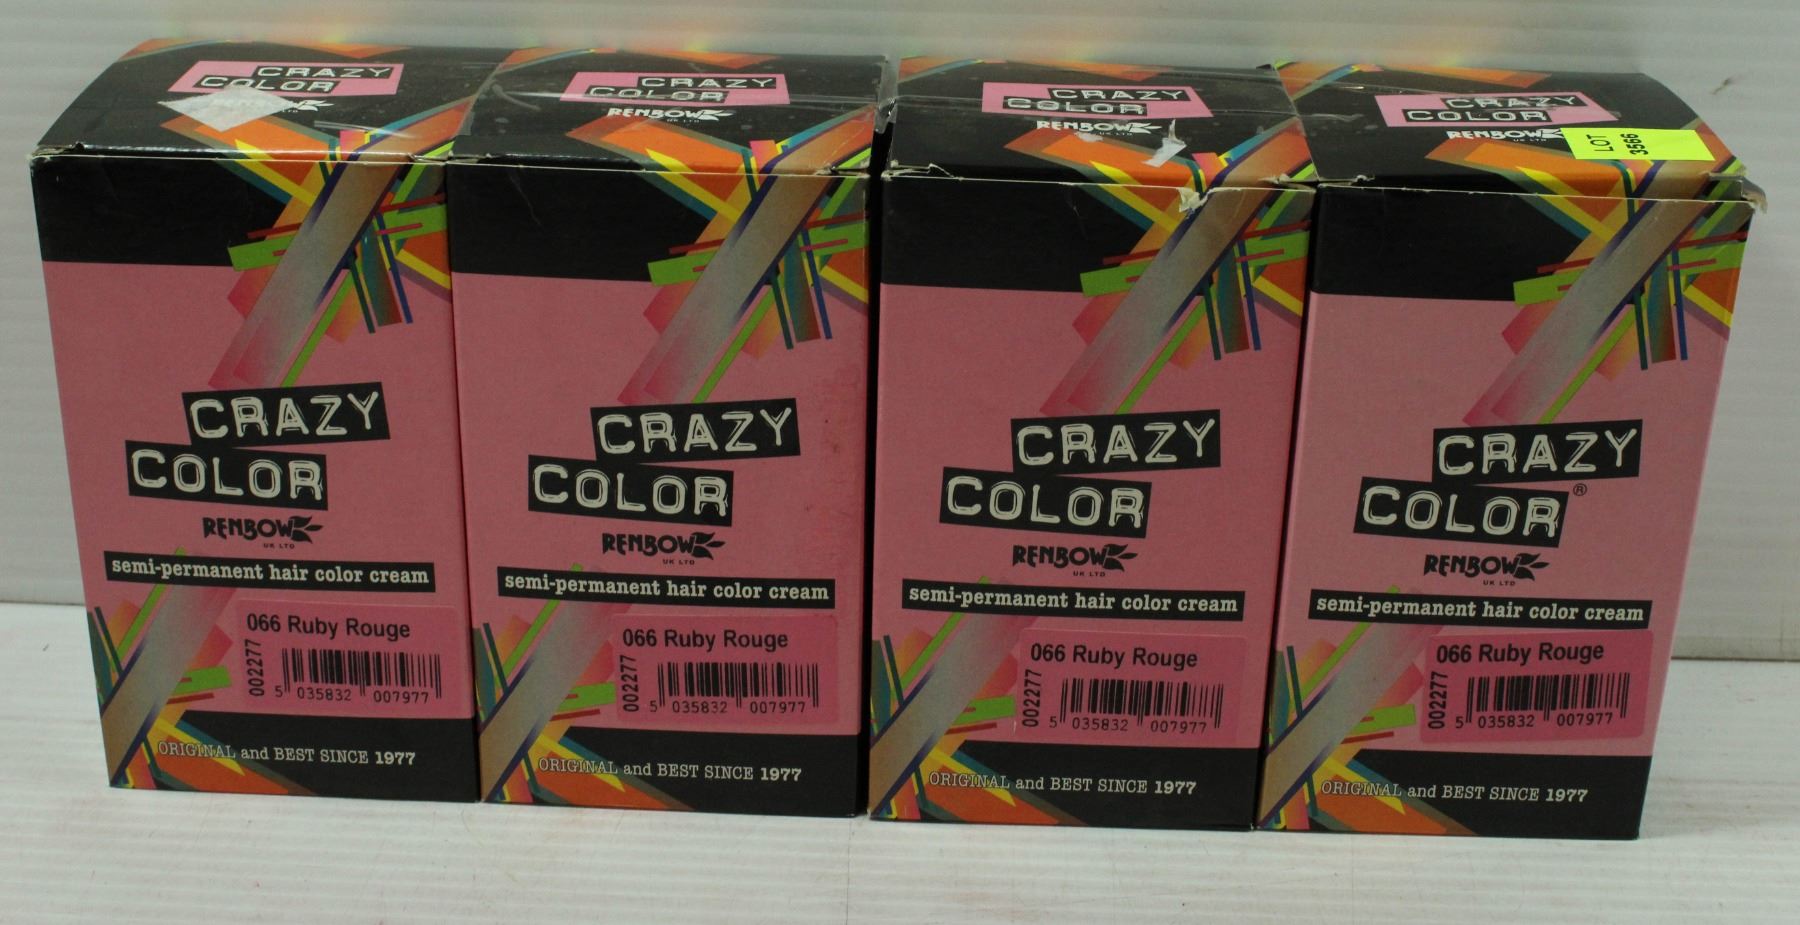 CRAZY
COLOR
RENBOW
UK LTD
CRAZY
COLOR
RENBOW
UK LTD
CRAZY
COLOR
RENBOW
UK LTD
CRAZY
COLOR
RENBOW
UK LTD
LOT
3566
CRAZY
COLOR
RENBOW
UK LTD
semi-permanent hair color cream
066 Ruby Rouge
002277
5 035832 007977
ORIGINAL and BEST SINCE 1977
CRAZY
COLOR
RENBOW
UK LTD
semi-permanent hair color cream
066 Ruby Rouge
002277
5 035832 007977
ORIGINAL and BEST SINCE 1977
CRAZY
COLOR
RENBOW
UK LTD
semi-permanent hair color cream
066 Ruby Rouge
002277
5 035832 007977
ORIGINAL and BEST SINCE 1977
CRAZY
COLOR®
RENBOW
UK LTD
semi-permanent hair color cream
066 Ruby Rouge
002277
5 035832 007977
ORIGINAL and BEST SINCE 1977